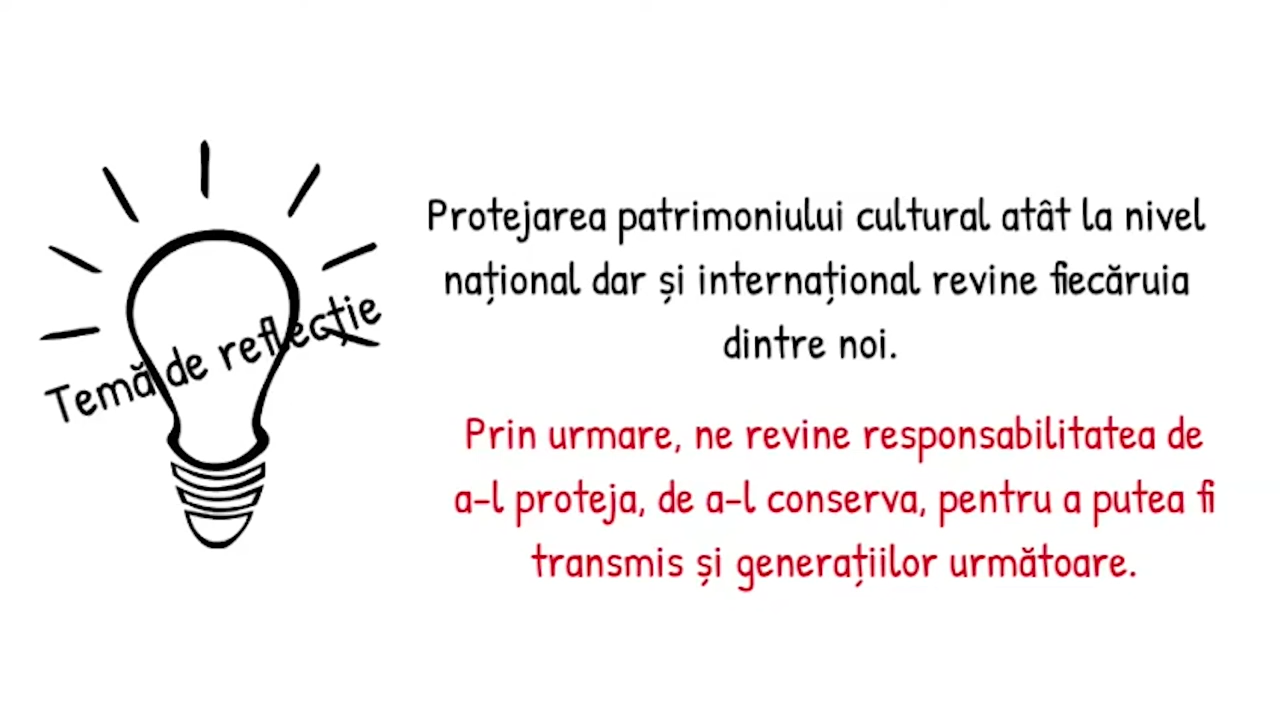 Temă de reflecție
Protejarea patrimoniului cultural atât la nivel
național dar și internațional revine fiecăruia
dintre noi.
Prin urmare, ne revine responsabilitatea de
a-l proteja, de a-l conserva, pentru a putea fi
transmis și generațiilor următoare.